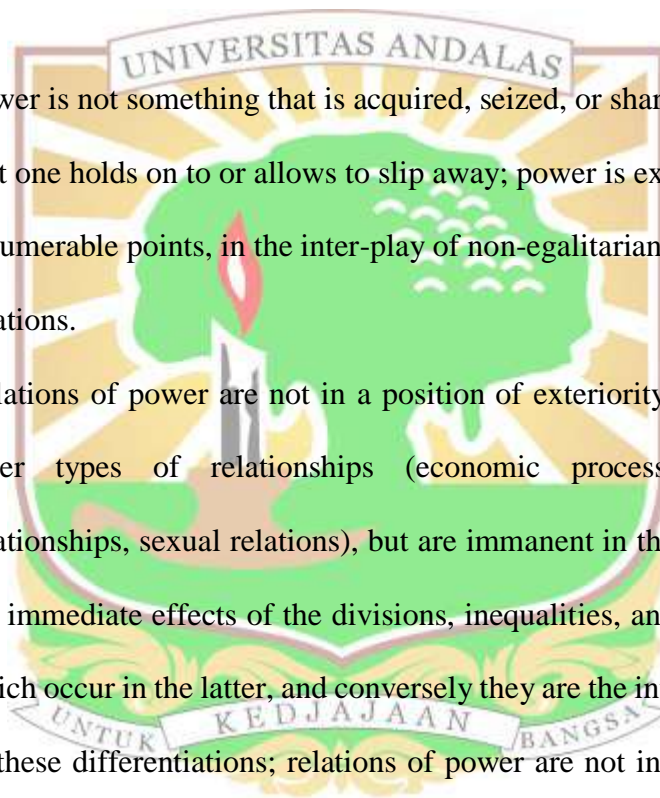 UNIVERSITAS ANDALAS
wer is not something that is acquired, seized, or shar
t one holds on to or allows to slip away; power is ex
umerable points, in the inter-play of non-egalitarian
ations.
lations of power are not in a position of exteriority
er types of relationships (economic process
ationships, sexual relations), but are immanent in th
immediate effects of the divisions, inequalities, an
ich occur in the latter, and conversely they are the in
these differentiations; relations of power are not in
UNTUK KEDJAJAAN BANGSA